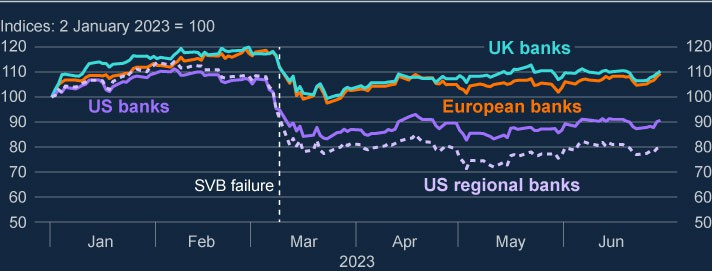 Indices: 2 January 2023 = 100
120 120
UK banks
110 110
100 100
US banks European banks
90 90
80 80
70 70
SVB failure US regional banks
60 60
50 50
Jan Feb Mar Apr May Jun
2023